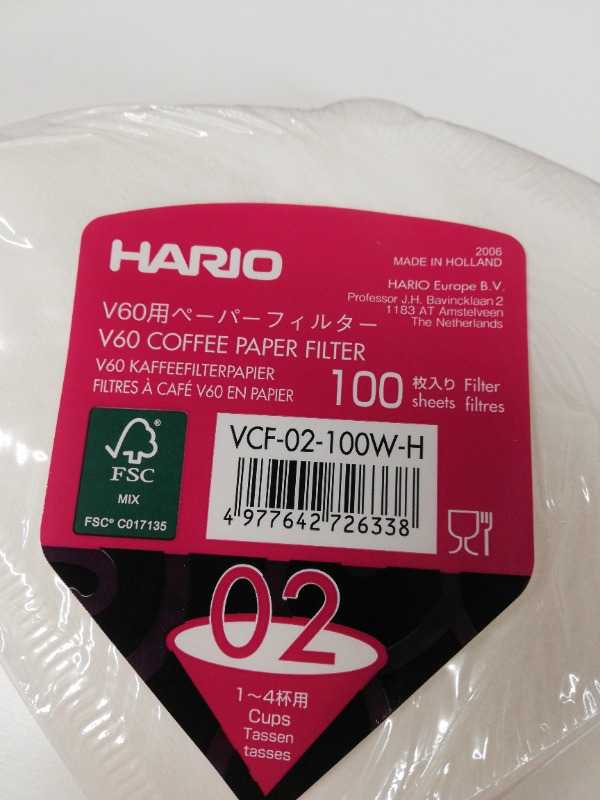 HARIO
2006
MADE IN HOLLAND
HARIO Europe B.V.
Professor J.H. Bavincklaan 2
1183 AT Amstelveen
The Netherlands
V60用ペーパーフィルター
V60 COFFEE PAPER FILTER
V60 KAFFEEFILTERPAPIER
FILTRES À CAFÉ V60 EN PAPIER
100 枚入り Filter
sheets filtres
®
FSC
MIX
FSC® C017135
VCF-02-100W-H
4 977642 726338
02
1〜4杯用
Cups
Tassen
tasses